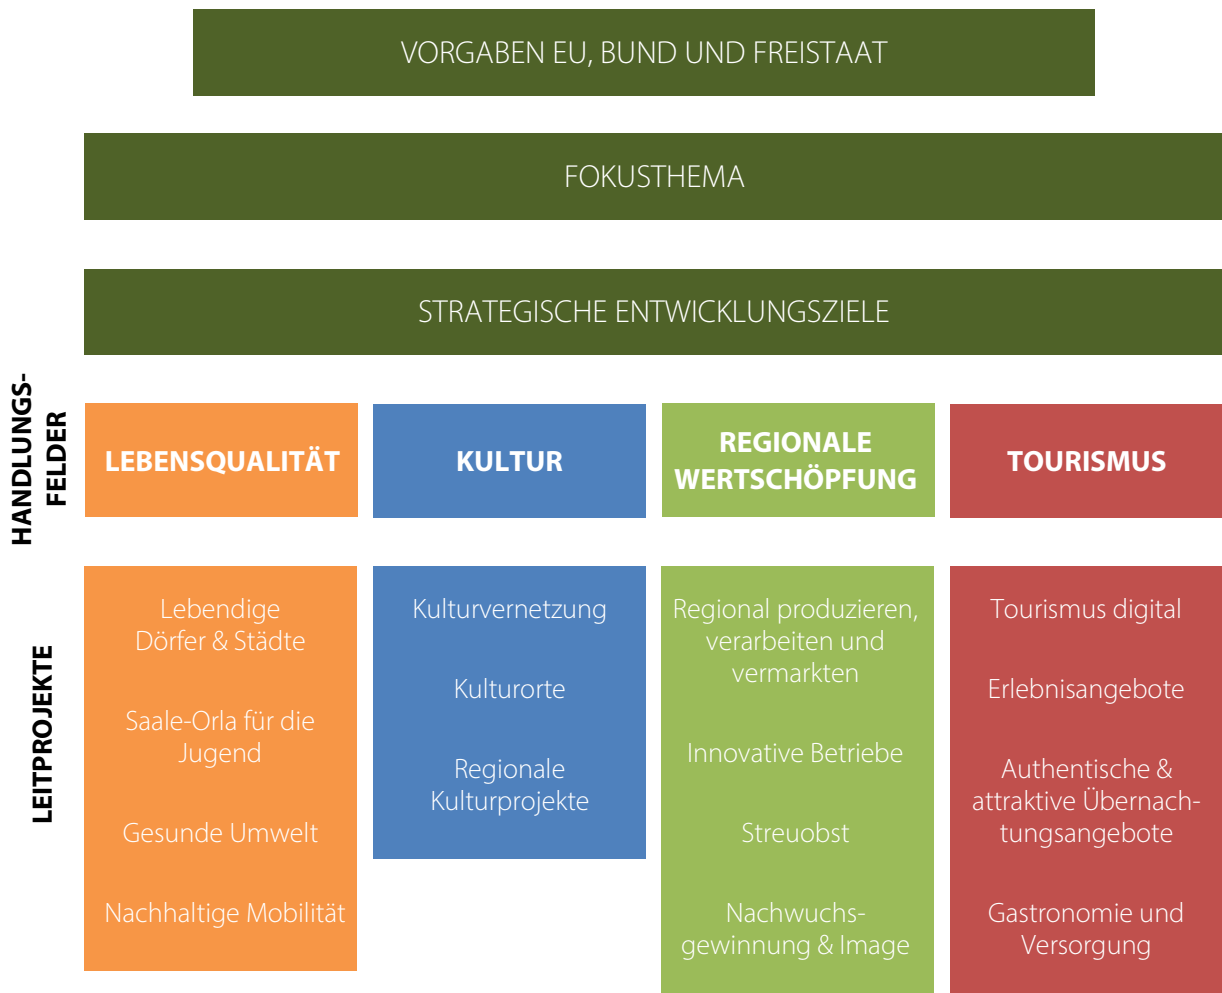 VORGABEN EU, BUND UND FREISTAAT
FOKUSTHEMA
STRATEGISCHE ENTWICKLUNGSZIELE
HANDLUNGS-
FELDER
LEBENSQUALITÄT
KULTUR
REGIONALE
WERTSCHÖPFUNG
TOURISMUS
LEITPROJEKTE
Lebendige
Dörfer & Städte
Saale-Orla für die
Jugend
Gesunde Umwelt
Nachhaltige Mobilität
Kulturvernetzung
Kulturorte
Regionale
Kulturprojekte
Regional produzieren,
verarbeiten und
vermarkten
Innovative Betriebe
Streuobst
Nachwuchs-
gewinnung & Image
Tourismus digital
Erlebnisangebote
Authentische &
attraktive Übernach-
tungsangebote
Gastronomie und
Versorgung